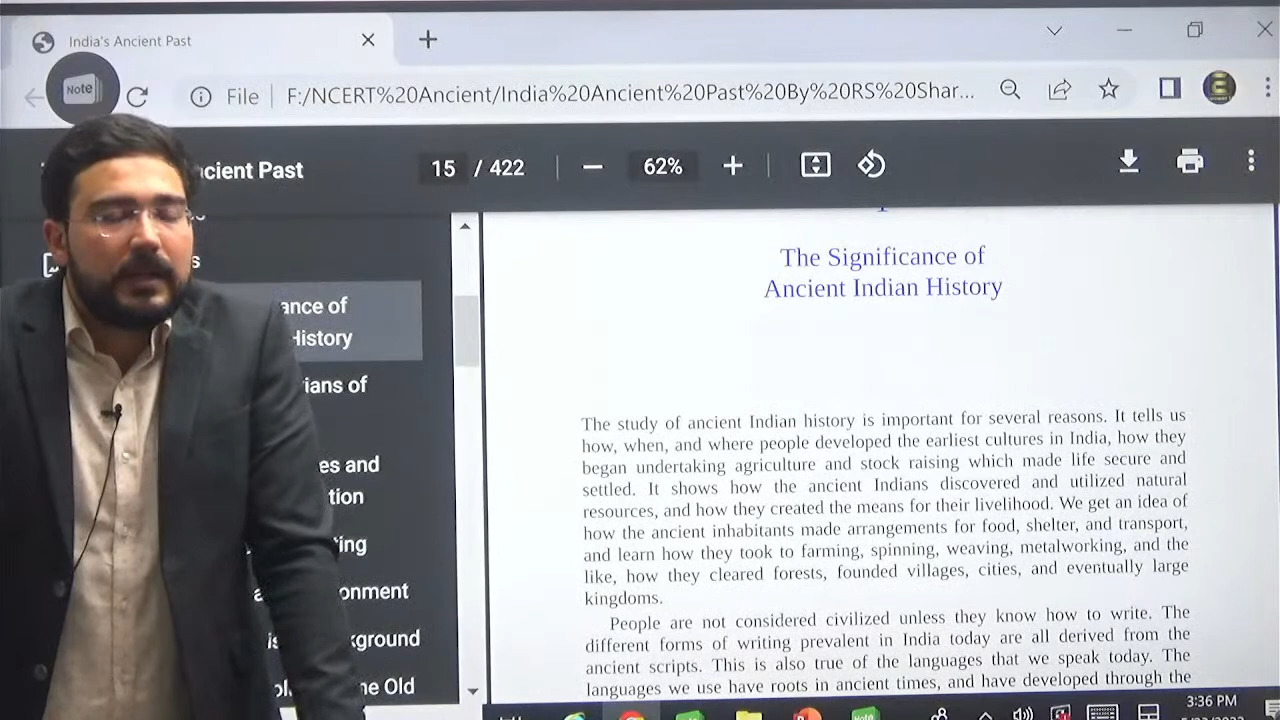 India's Ancient Past
Note
File
F:/NCERT%20Ancient/India%20Ancient%20Past%20By%20RS%20Shar...
cient Past
15 / 422
62%
The Significance of
Ancient Indian History
ance of
History
ians of
es and
tion
ing
onment
ground
he Old
The study of ancient Indian history is important for several reasons. It tells us
how, when, and where people developed the earliest cultures in India, how they
began undertaking agriculture and stock raising which made life secure and
settled. It shows how the ancient Indians discovered and utilized natural
resources, and how they created the means for their livelihood. We get an idea of
how the ancient inhabitants made arrangements for food, shelter, and transport,
and learn how they took to farming, spinning, weaving, metalworking, and the
like, how they cleared forests, founded villages, cities, and eventually large
kingdoms.
People are not considered civilized unless they know how to write. The
different forms of writing prevalent in India today are all derived from the
ancient scripts. This is also true of the languages that we speak today. The
languages we use have roots in ancient times, and have developed through the
3:36 PM